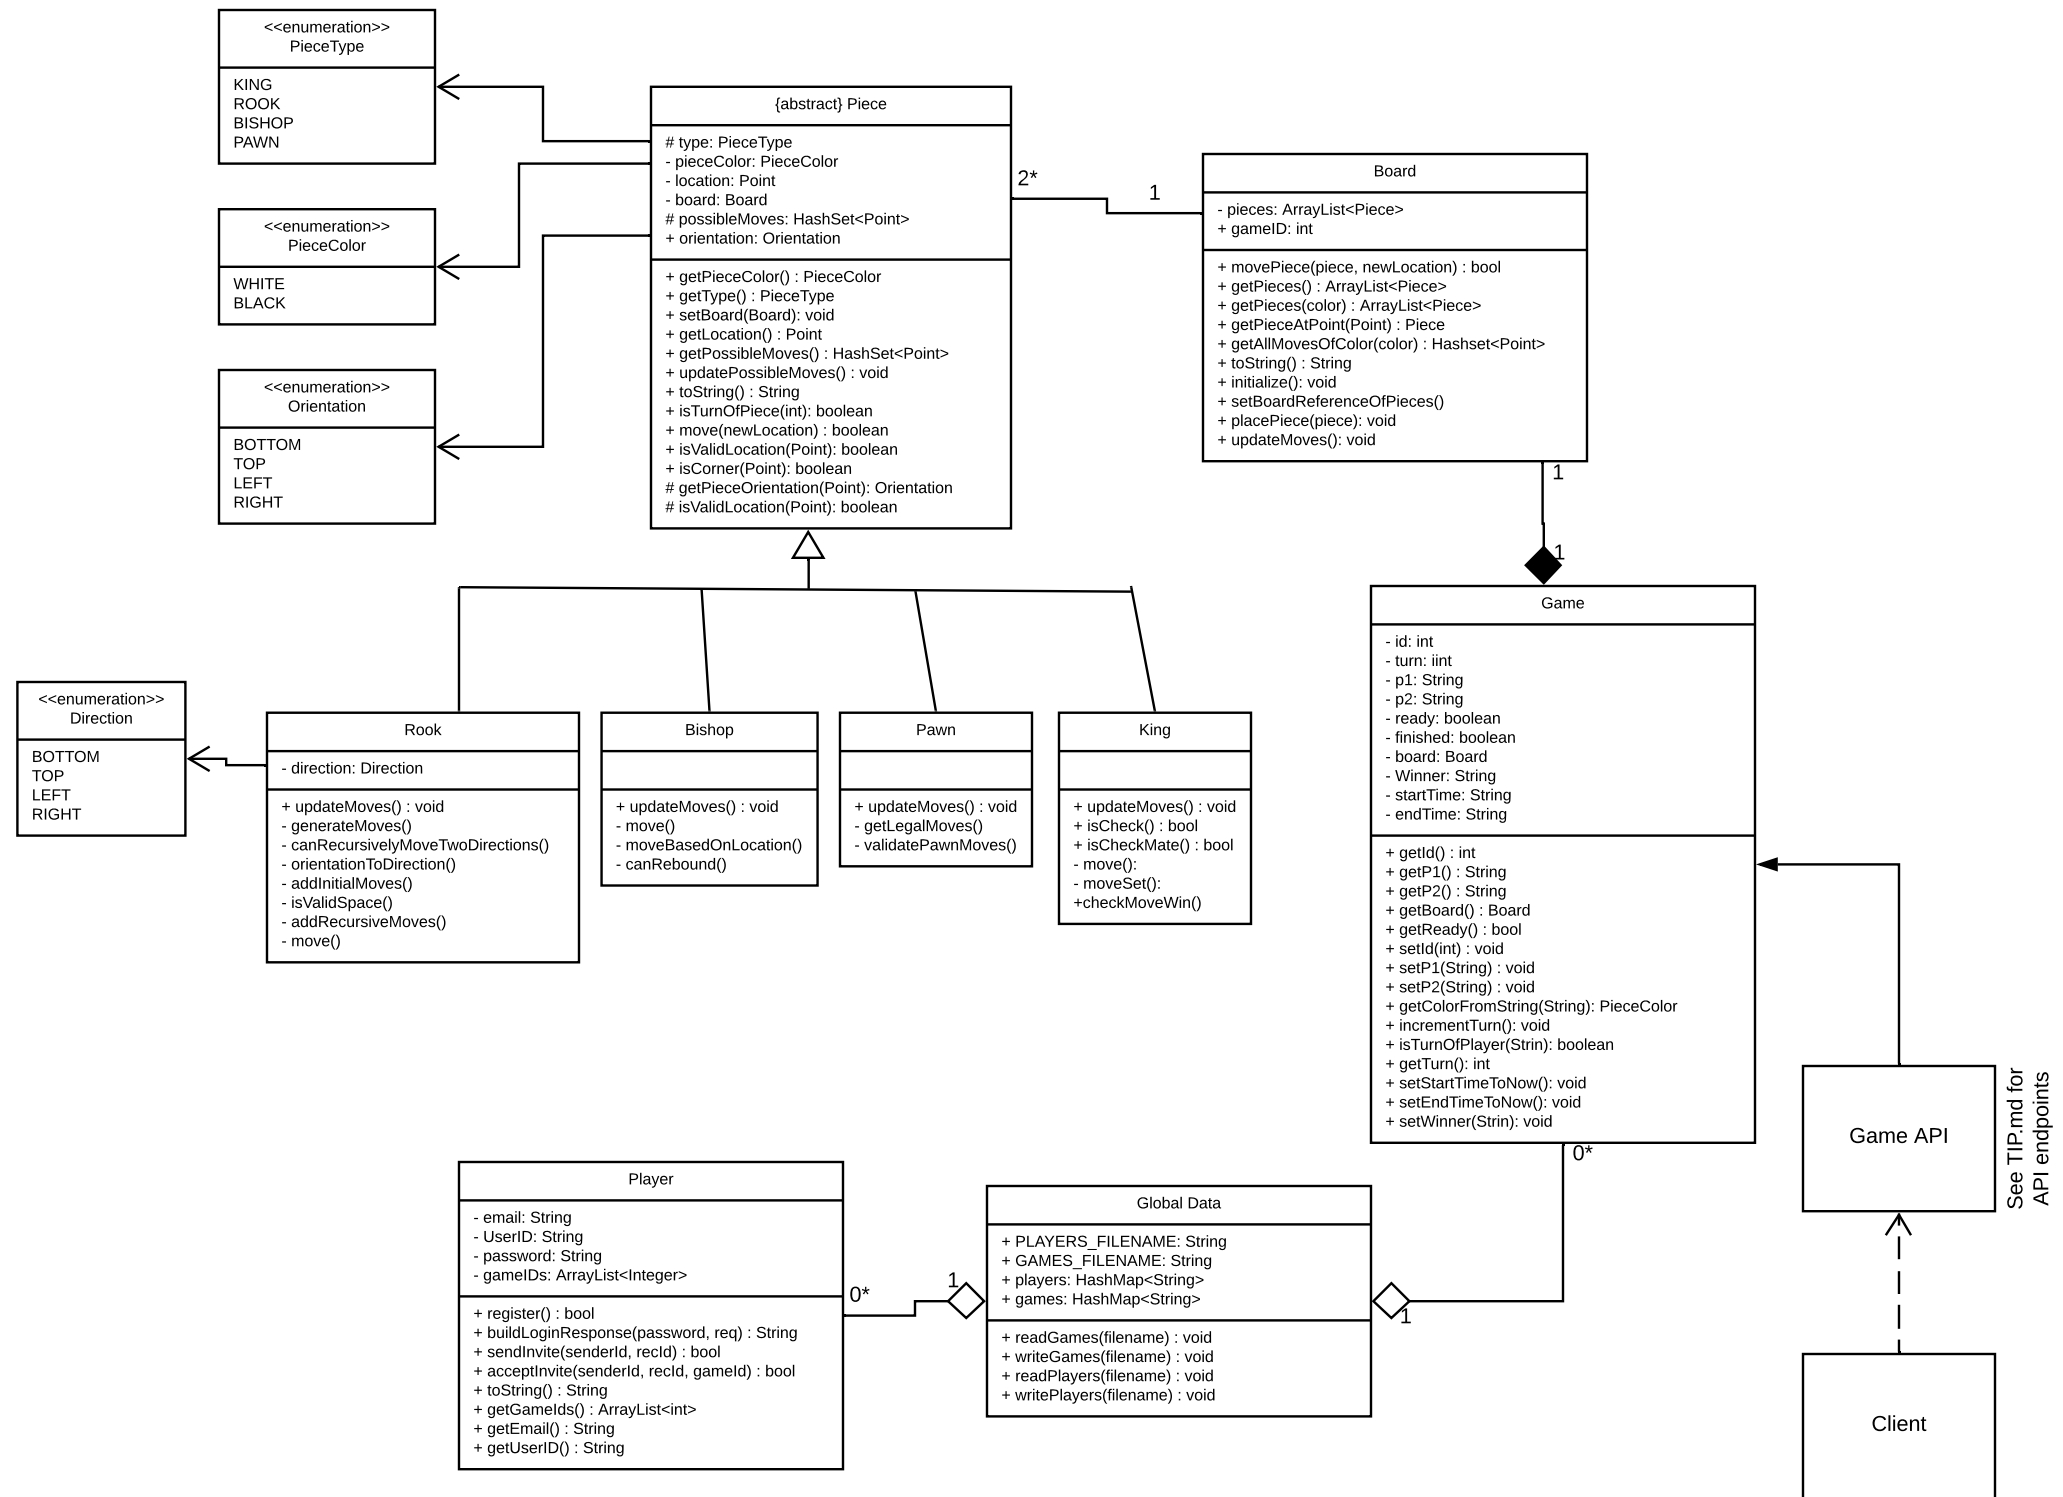 <<enumeration>>
PieceType
KING
ROOK
BISHOP
PAWN
<<enumeration>>
PieceColor
WHITE
BLACK
<<enumeration>>
Orientation
BOTTOM
TOP
LEFT
RIGHT
{abstract} Piece
# type: PieceType
- pieceColor: PieceColor
- location: Point
- board: Board
# possibleMoves: HashSet<Point>
+ orientation: Orientation
+ getPieceColor() : PieceColor
+ getType() : PieceType
+ setBoard(Board): void
+ getLocation() : Point
+ getPossibleMoves() : HashSet<Point>
+ updatePossibleMoves() : void
+ toString() : String
+ isTurnOfPiece(int): boolean
+ move(newLocation) : boolean
+ isValidLocation(Point): boolean
+ isCorner(Point): boolean
# getPieceOrientation(Point): Orientation
# isValidLocation(Point): boolean
2*
1
Board
- pieces: ArrayList<Piece>
+ gameID: int
+ movePiece(piece, newLocation) : bool
+ getPieces() : ArrayList<Piece>
+ getPieces(color) : ArrayList<Piece>
+ getPieceAtPoint(Point) : Piece
+ getAllMovesOfColor(color) : Hashset<Point>
+ toString() : String
+ initialize(): void
+ setBoardReferenceOfPieces()
+ placePiece(piece): void
+ updateMoves(): void
1
1
<<enumeration>>
Direction
BOTTOM
TOP
LEFT
RIGHT
Rook
- direction: Direction
+ updateMoves() : void
- generateMoves()
- canRecursivelyMoveTwoDirections()
- orientationToDirection()
- addInitialMoves()
- isValidSpace()
- addRecursiveMoves()
- move()
Bishop
+ updateMoves() : void
- move()
- moveBasedOnLocation()
- canRebound()
Pawn
+ updateMoves() : void
- getLegalMoves()
- validatePawnMoves()
King
+ updateMoves() : void
+ isCheck() : bool
+ isCheckMate() : bool
- move():
- moveSet():
+checkMoveWin()
Game
- id: int
- turn: iint
- p1: String
- p2: String
- ready: boolean
- finished: boolean
- board: Board
- Winner: String
- startTime: String
- endTime: String
+ getId() : int
+ getP1() : String
+ getP2() : String
+ getBoard() : Board
+ getReady() : bool
+ setId(int) : void
+ setP1(String) : void
+ setP2(String) : void
+ getColorFromString(String): PieceColor
+ incrementTurn(): void
+ isTurnOfPlayer(Strin): boolean
+ getTurn(): int
+ setStartTimeToNow(): void
+ setEndTimeToNow(): void
+ setWinner(Strin): void
0*
Player
- email: String
- UserID: String
- password: String
- gameIDs: ArrayList<Integer>
+ register() : bool
+ buildLoginResponse(password, req) : String
+ sendInvite(senderId, recId) : bool
+ acceptInvite(senderId, recId, gameId) : bool
+ toString() : String
+ getGameIds() : ArrayList<int>
+ getEmail() : String
+ getUserID() : String
0*
1
Global Data
+ PLAYERS_FILENAME: String
+ GAMES_FILENAME: String
+ players: HashMap<String>
+ games: HashMap<String>
+ readGames(filename) : void
+ writeGames(filename) : void
+ readPlayers(filename) : void
+ writePlayers(filename) : void
1
Game API
See TIP.md for
API endpoints
Client